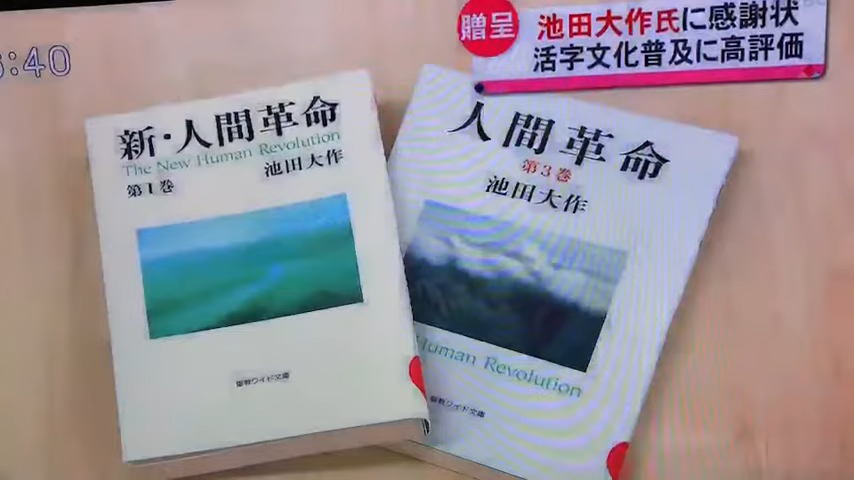 :40
贈呈
池田大作氏に感謝状
活字文化普及に高評価
新・人間革命
The New Human Revolution
第1巻
池田大作
聖教ワイド文庫
人間革命
第3巻
池田大作
Human Revolution
聖教ワイド文庫